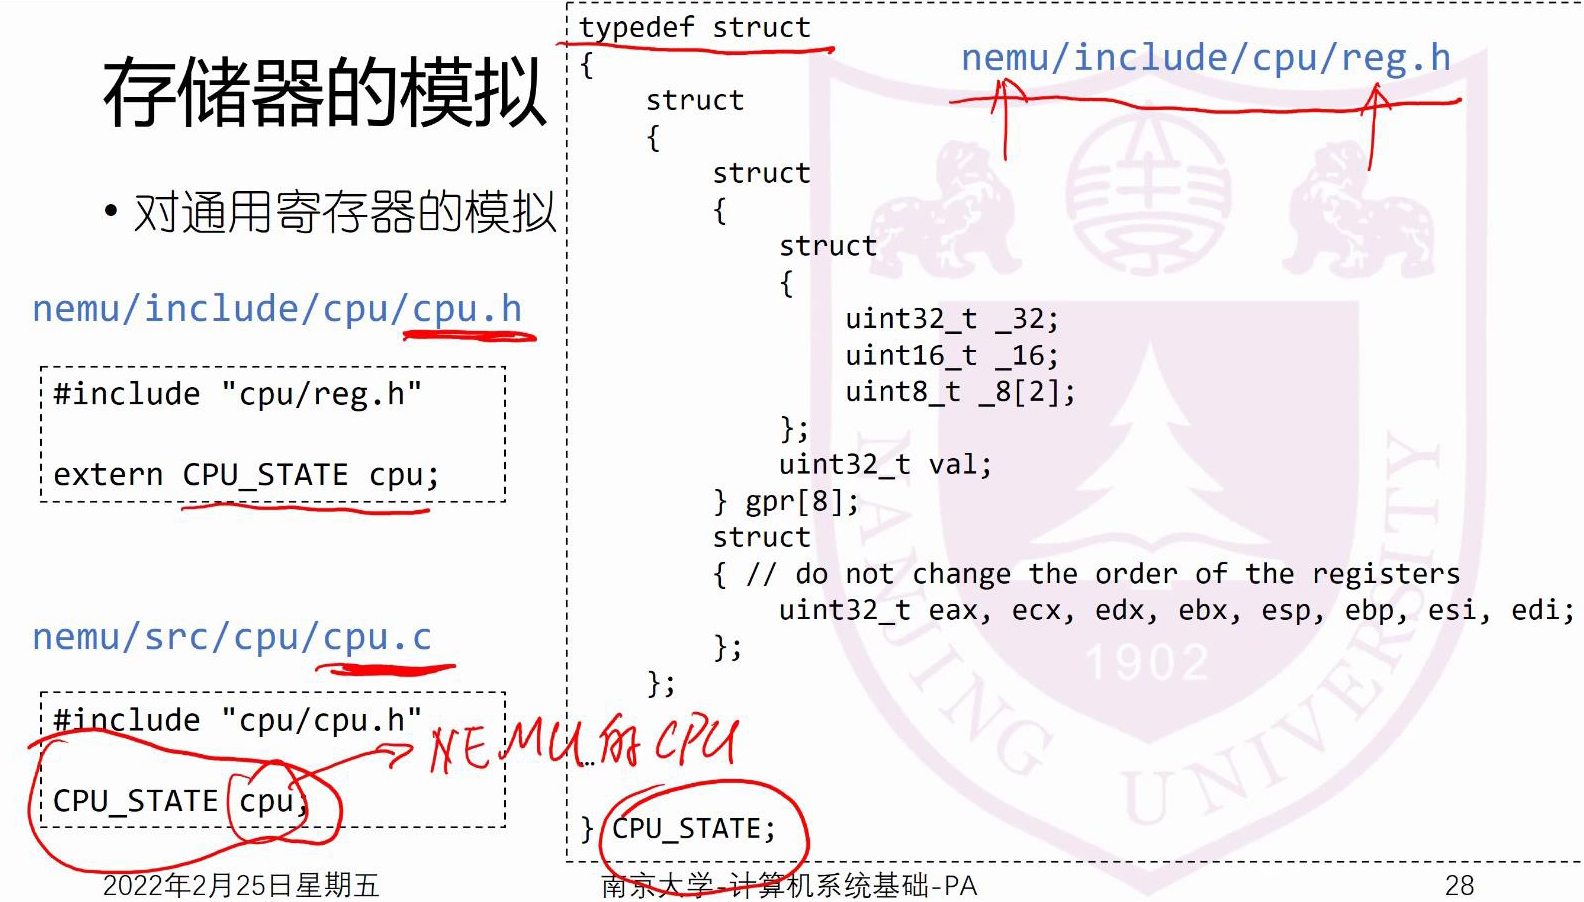 存储器的模拟
• 对通用寄存器的模拟
nemu/include/cpu/cpu.h
#include "cpu/reg.h"
extern CPU_STATE cpu;
nemu/src/cpu/cpu.c
#include "cpu/cpu.h"
CPU_STATE cpu;
NEMU的CPU
nemu/include/cpu/reg.h
typedef struct
{
struct
{
struct
{
struct
{
uint32_t _32;
uint16_t _16;
uint8_t _8[2];
};
uint32_t val;
} gpr[8];
struct
{ // do not change the order of the registers
uint32_t eax, ecx, edx, ebx, esp, ebp, esi, edi;
};
};
…
} CPU_STATE;
NANJING UNIVERSITY
1902
2022年2月25日星期五
南京大学-计算机系统基础-PA
28